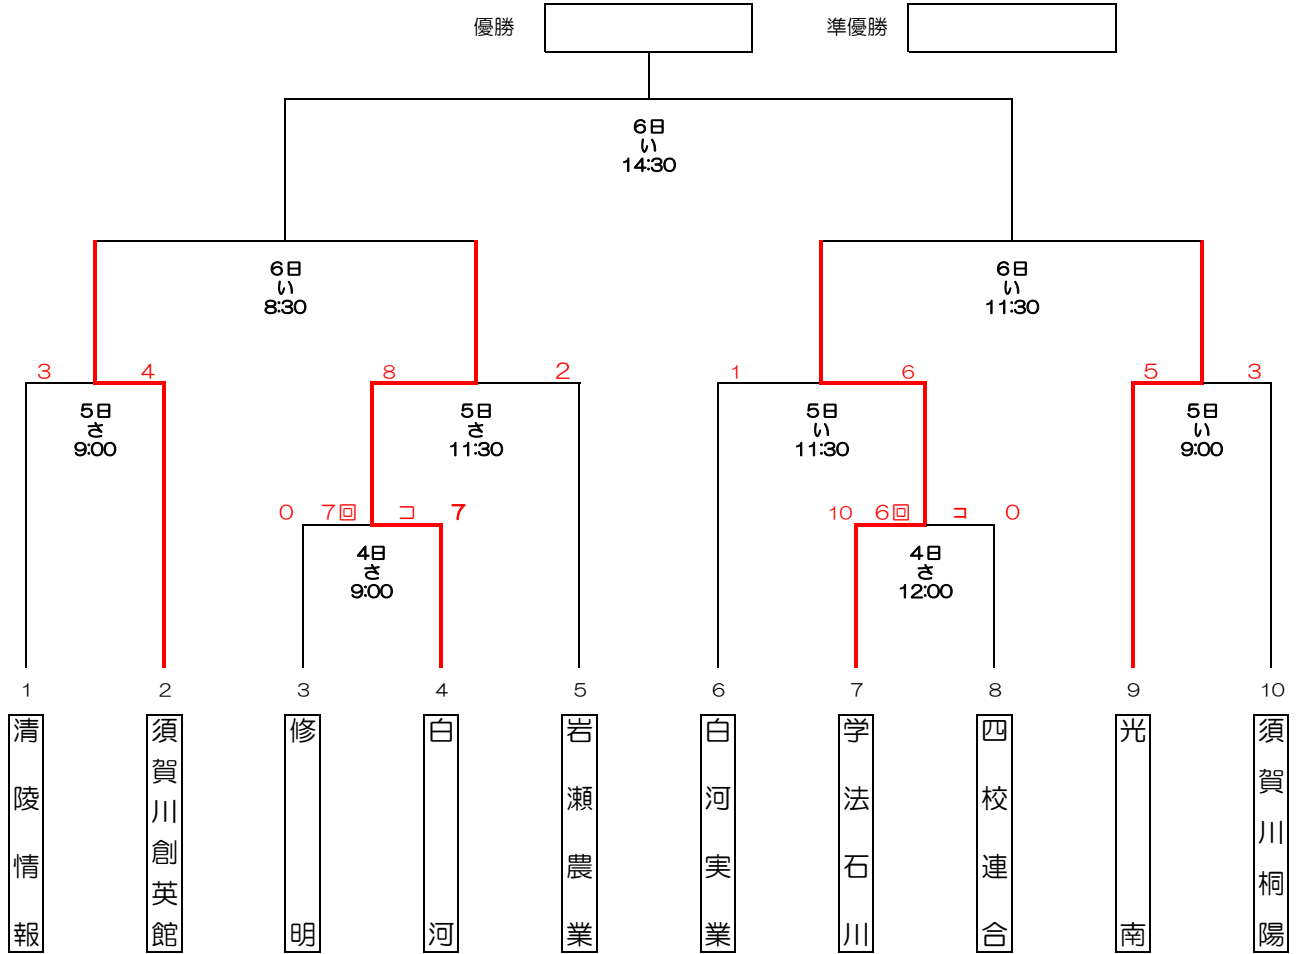 優勝
準優勝
6日
い
14:30
6日
い
8:30
6日
い
11:30
3 4
8 2
1 6
5 3
5日
さ
9:00
5日
さ
11:30
5日
い
11:30
5日
い
9:00
0 7回 コ 7
10 6回 コ 0
4日
さ
9:00
4日
さ
12:00
1 2 3 4 5 6 7 8 9 10
清陵情報
須賀川創英館
修明
白河
岩瀬農業
白河実業
学法石川
四校連合
光南
須賀川桐陽